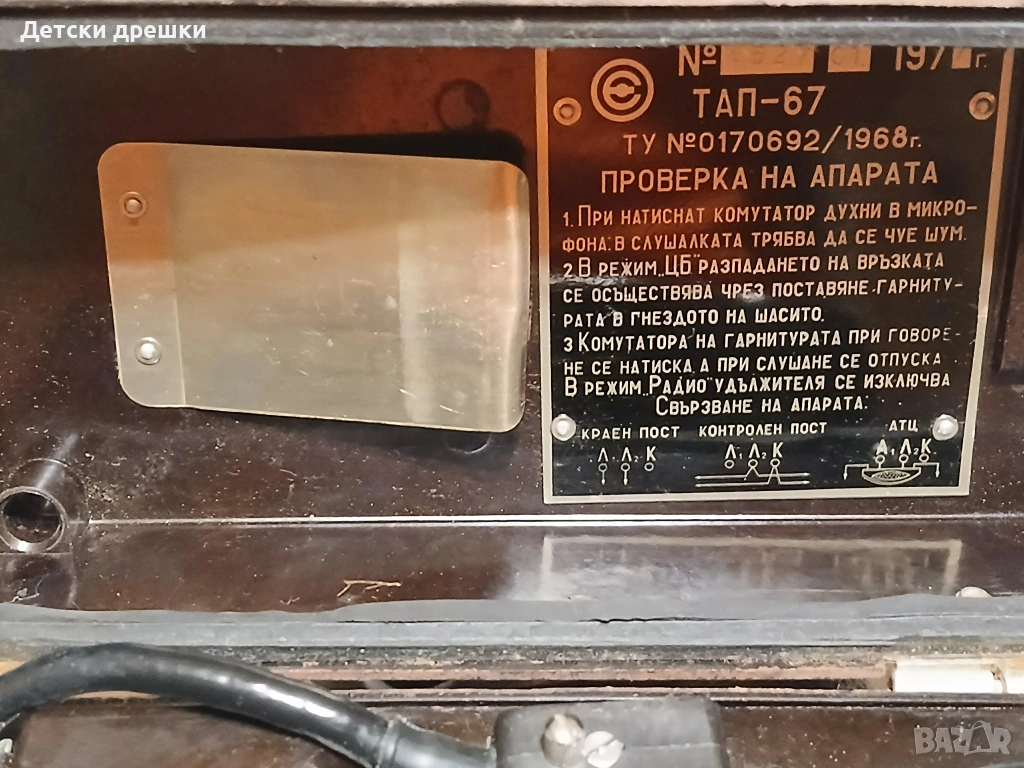 Детски дрешки
№ 197 г.
ТАП-67
ТУ №0170692/1968г.
ПРОВЕРКА НА АПАРАТА
1. ПРИ НАТИСНАТ КОМУТАТОР ДУХНИ В МИКРО-
ФОНА: В СЛУШАЛКАТА ТРЯБВА ДА СЕ ЧУЕ ШУМ.
2. В РЕЖИМ „ЦБ" РАЗПАДАНЕТО НА ВРЪЗКАТА
СЕ ОСЪЩЕСТВЯВА ЧРЕЗ ПОСТАВЯНЕ ГАРНИТУ-
РАТА В ГНЕЗДОТО НА ШАСИТО.
3 КОМУТАТОРА НА ГАРНИТУРАТА ПРИ ГОВОРЕ-
НЕ СЕ НАТИСКА, А ПРИ СЛУШАНЕ СЕ ОТПУСКА
В РЕЖИМ „РАДИО" УДЪЛЖИТЕЛЯ СЕ ИЗКЛЮЧВА
СВЪРЗВАНЕ НА АПАРАТА:
КРАЕН ПОСТ КОНТРОЛЕН ПОСТ АТЦ
Л1 Л2 К Л1 Л2 К Л1 Л2 К
BAZAR